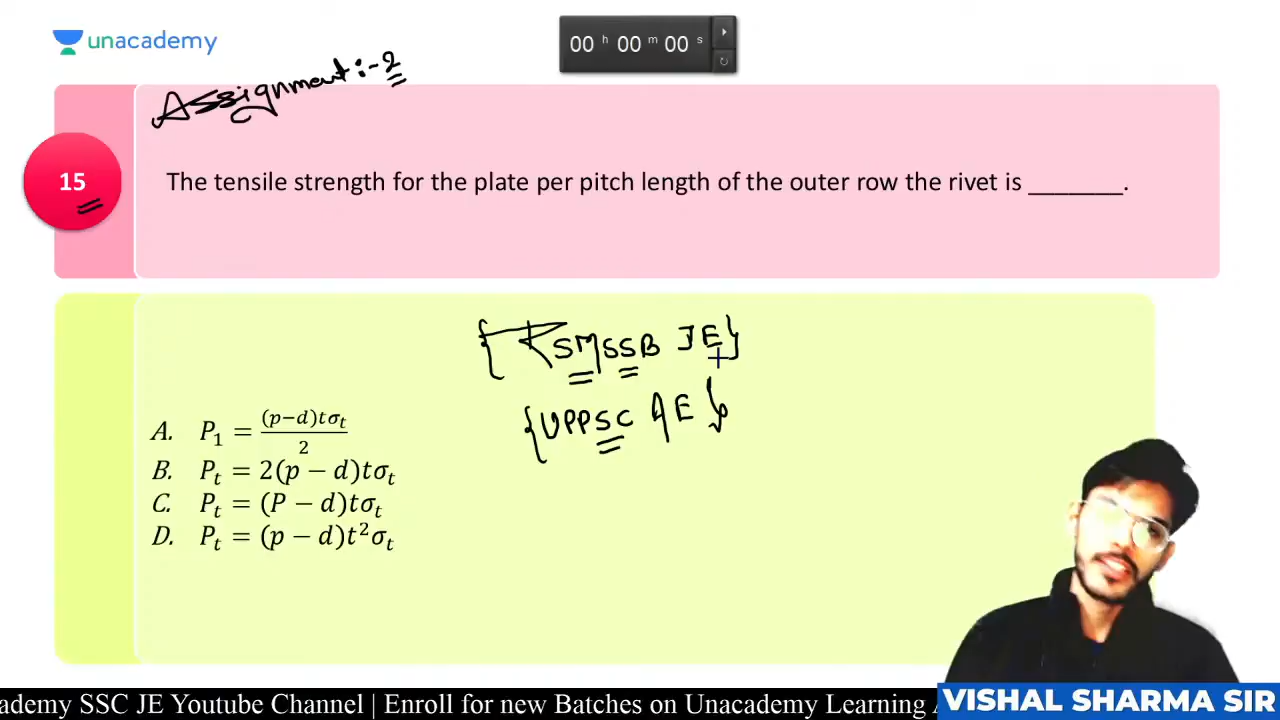 unacademy
00 h 00 m 00 s
Assignment:-2
15
The tensile strength for the plate per pitch length of the outer row the rivet is _______.
{RSMSSB JE}
{UPPSC AE}
A. P₁ = (p−d)tσₜ/2
B. Pₜ = 2(p − d)tσₜ
C. Pₜ = (P − d)tσₜ
D. Pₜ = (p − d)t²σₜ
ademy SSC JE Youtube Channel | Enroll for new Batches on Unacademy Learning A
VISHAL SHARMA SIR